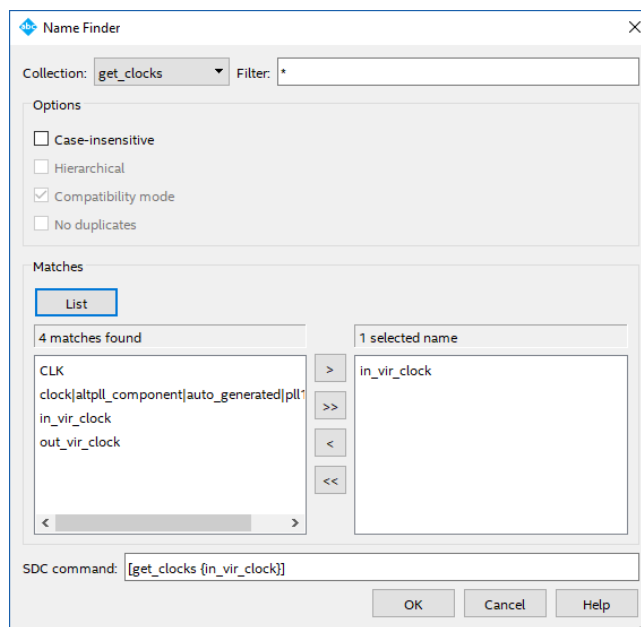 Name Finder
Collection: get_clocks Filter: *
Options
Case-insensitive
Hierarchical
Compatibility mode
No duplicates
Matches
List
4 matches found
1 selected name
CLK
clock|altpll_component|auto_generated|pll1
in_vir_clock
out_vir_clock
>
>>
<
<<
in_vir_clock
SDC command: [get_clocks {in_vir_clock}]
OK Cancel Help